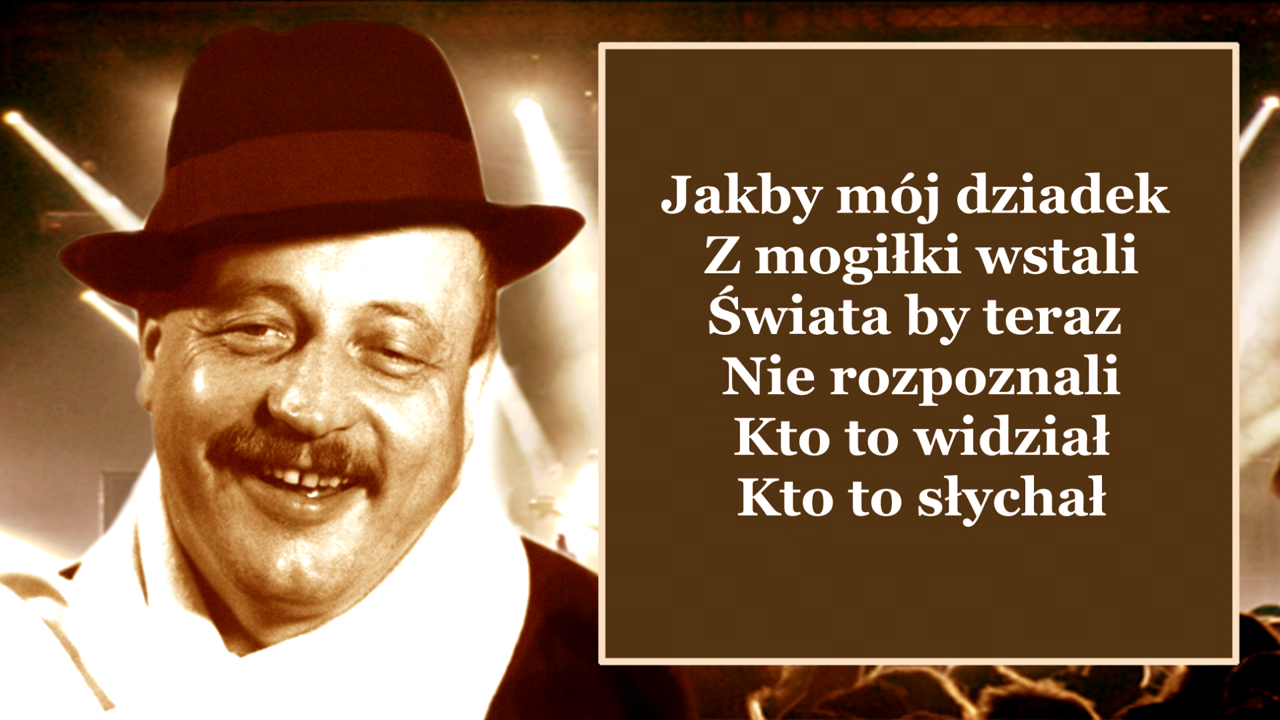 Jakby mój dziadek
Z mogiłki wstali
Świata by teraz
Nie rozpoznali
Kto to widział
Kto to słychał